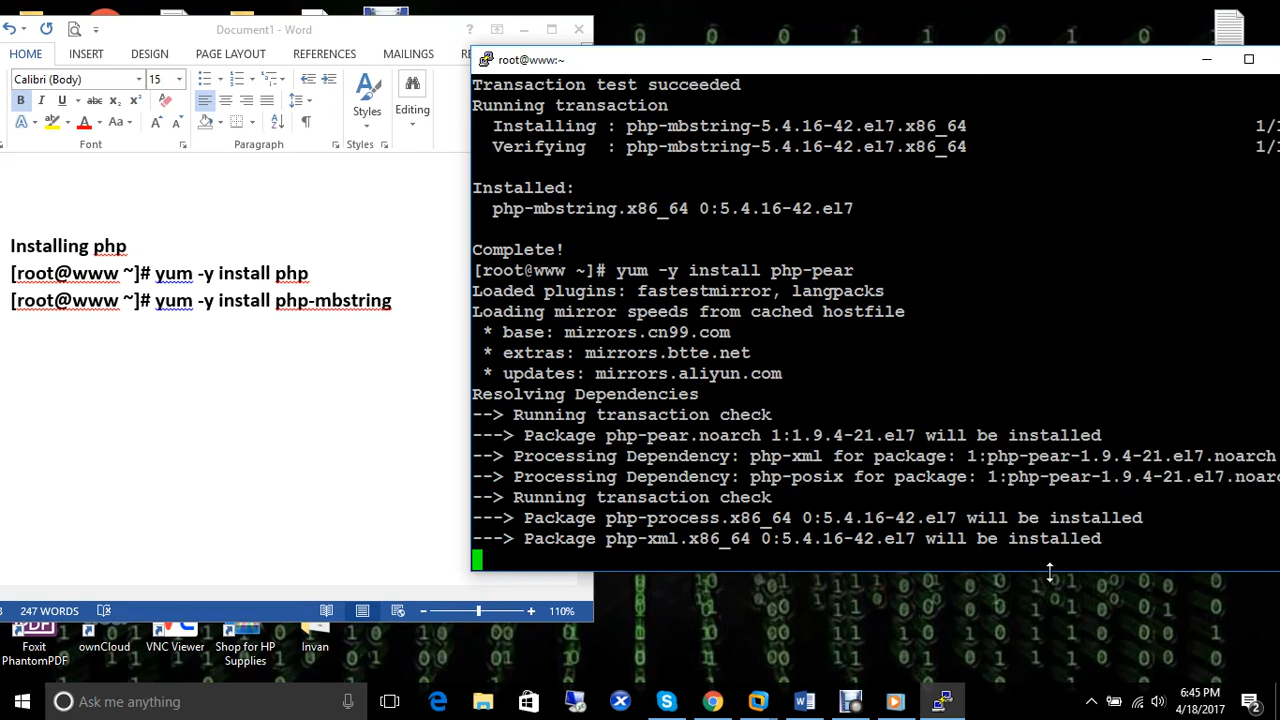 Document1 - Word
HOME INSERT DESIGN PAGE LAYOUT REFERENCES MAILINGS
Calibri (Body) 15
B I U abc x₂ x²
Styles
Editing
Font
Paragraph
Installing php
[root@www ~]# yum -y install php
[root@www ~]# yum -y install php-mbstring
247 WORDS
110%
root@www:~
Transaction test succeeded
Running transaction
Installing : php-mbstring-5.4.16-42.el7.x86_64 1/
Verifying : php-mbstring-5.4.16-42.el7.x86_64 1/
Installed:
php-mbstring.x86_64 0:5.4.16-42.el7
Complete!
[root@www ~]# yum -y install php-pear
Loaded plugins: fastestmirror, langpacks
Loading mirror speeds from cached hostfile
* base: mirrors.cn99.com
* extras: mirrors.btte.net
* updates: mirrors.aliyun.com
Resolving Dependencies
--> Running transaction check
---> Package php-pear.noarch 1:1.9.4-21.el7 will be installed
--> Processing Dependency: php-xml for package: 1:php-pear-1.9.4-21.el7.noarch
--> Processing Dependency: php-posix for package: 1:php-pear-1.9.4-21.el7.noarc
--> Running transaction check
---> Package php-process.x86_64 0:5.4.16-42.el7 will be installed
---> Package php-xml.x86_64 0:5.4.16-42.el7 will be installed
Foxit PhantomPDF
ownCloud
VNC Viewer
Shop for HP Supplies
Invan
Ask me anything
6:45 PM
4/18/2017